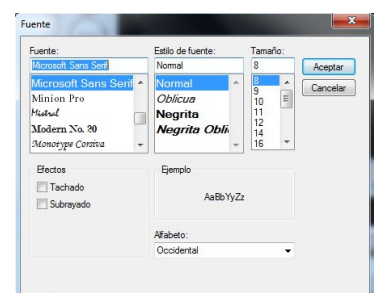 Fuente
Fuente:
Microsoft Sans Serif
Microsoft Sans Serif
Minion Pro
Mistral
Modern No. 20
Monotype Corsiva
Estilo de fuente:
Normal
Normal
Oblicua
Negrita
Negrita Obli
Tamaño:
8
8
9
10
11
12
14
16
Aceptar
Cancelar
Efectos
Tachado
Subrayado
Ejemplo
AaBbYyZz
Alfabeto:
Occidental